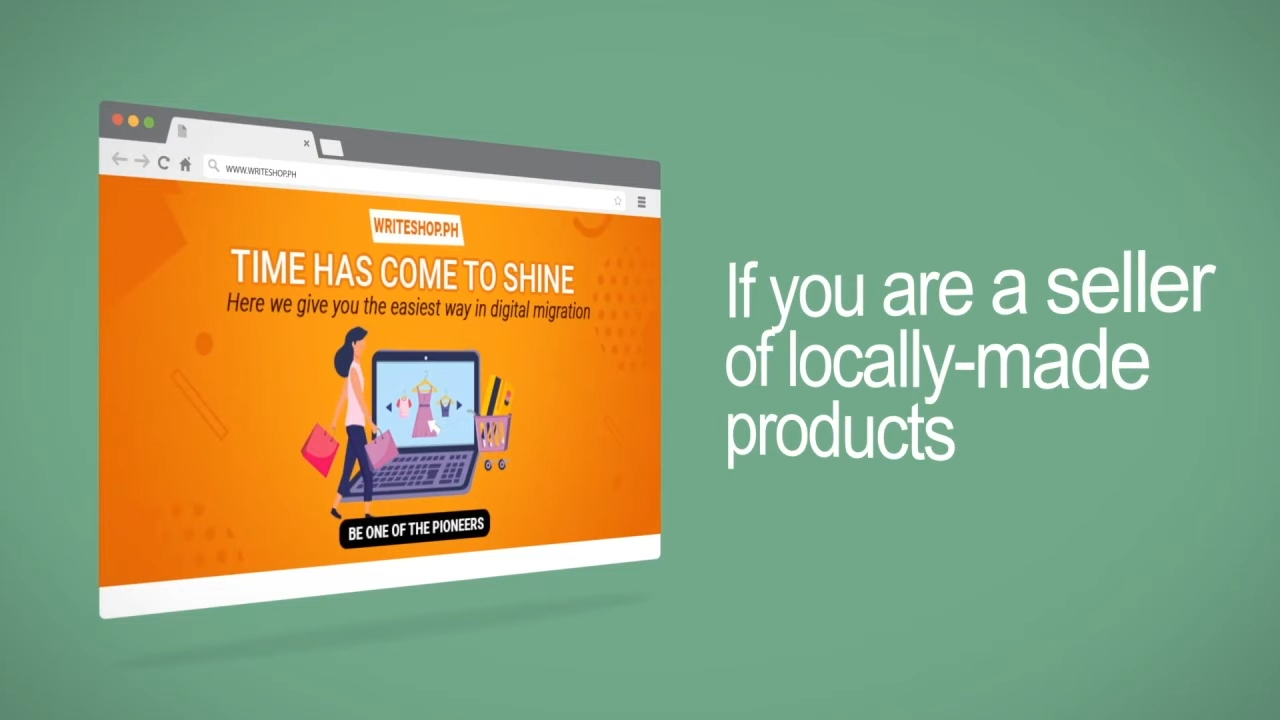 WWW.WRITESHOP.PH
WRITESHOP.PH
TIME HAS COME TO SHINE
Here we give you the easiest way in digital migration
BE ONE OF THE PIONEERS
If you are a seller
of locally-made
products